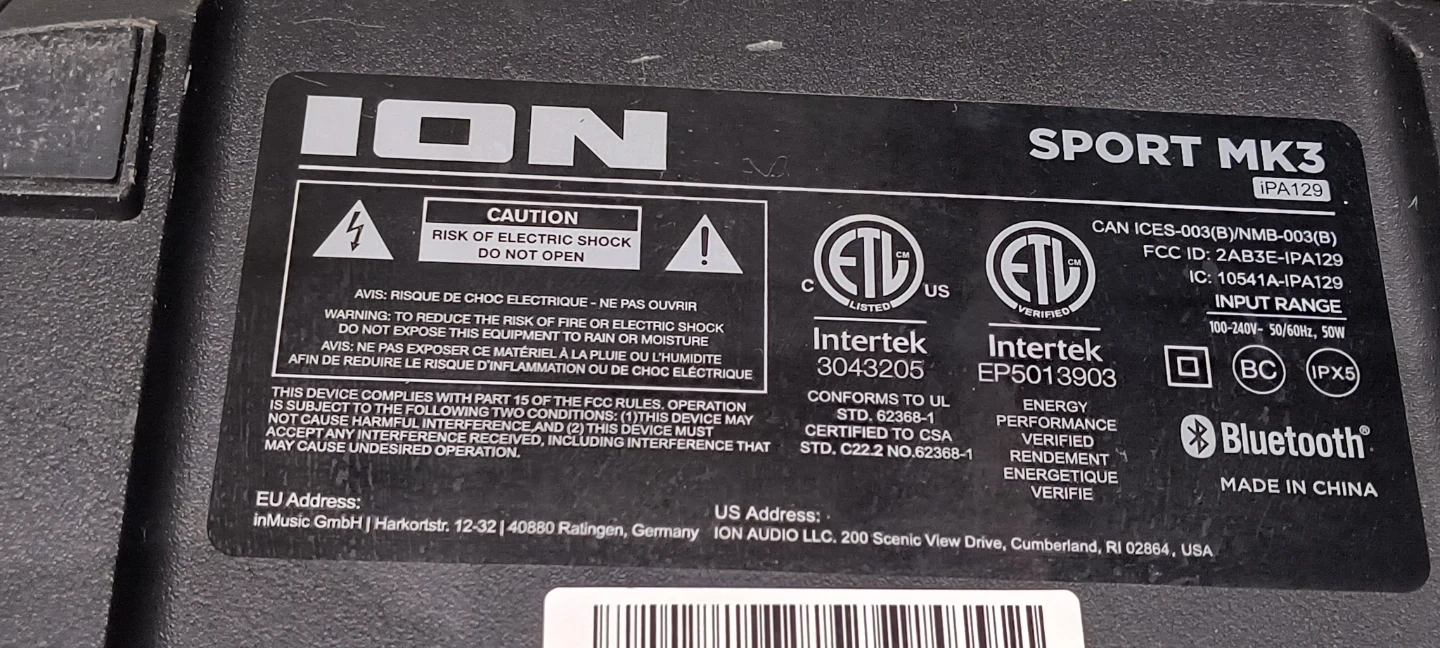 ION
SPORT MK3
iPA129
CAUTION
RISK OF ELECTRIC SHOCK
DO NOT OPEN
AVIS: RISQUE DE CHOC ELECTRIQUE - NE PAS OUVRIR
WARNING: TO REDUCE THE RISK OF FIRE OR ELECTRIC SHOCK
DO NOT EXPOSE THIS EQUIPMENT TO RAIN OR MOISTURE
AVIS: NE PAS EXPOSER CE MATÉRIEL À LA PLUIE OU L'HUMIDITE
AFIN DE REDUIRE LE RISQUE D'INFLAMMATION OU DE CHOC ELÉCTRIQUE
THIS DEVICE COMPLIES WITH PART 15 OF THE FCC RULES. OPERATION
IS SUBJECT TO THE FOLLOWING TWO CONDITIONS: (1)THIS DEVICE MAY
NOT CAUSE HARMFUL INTERFERENCE,AND (2) THIS DEVICE MUST
ACCEPT ANY INTERFERENCE RECEIVED, INCLUDING INTERFERENCE THAT
MAY CAUSE UNDESIRED OPERATION.
C ETL CM US
LISTED
Intertek
3043205
CONFORMS TO UL
STD. 62368-1
CERTIFIED TO CSA
STD. C22.2 NO.62368-1
ETL CM
VERIFIED
Intertek
EP5013903
ENERGY
PERFORMANCE
VERIFIED
RENDEMENT
ENERGETIQUE
VERIFIE
CAN ICES-003(B)/NMB-003(B)
FCC ID: 2AB3E-IPA129
IC: 10541A-IPA129
INPUT RANGE
100-240V~ 50/60Hz, 50W
BC
IPX5
Bluetooth®
MADE IN CHINA
EU Address:
inMusic GmbH | Harkortstr. 12-32 | 40880 Ratingen, Germany
US Address:
ION AUDIO LLC. 200 Scenic View Drive, Cumberland, RI 02864, USA